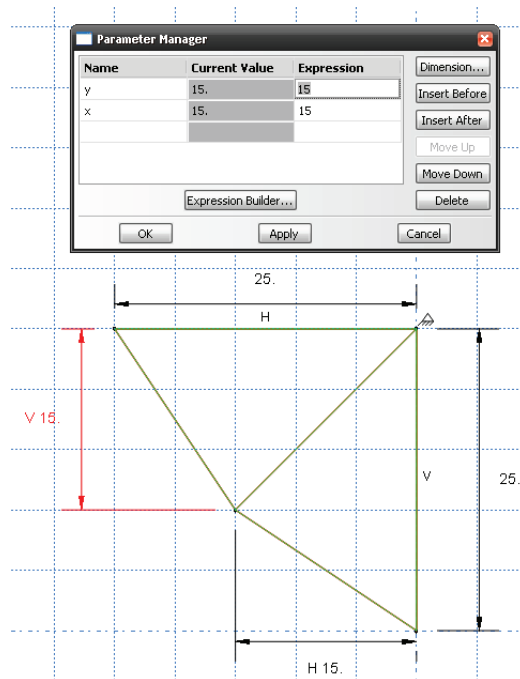 Parameter Manager
Name Current Value Expression
y 15. 15
x 15. 15
Dimension...
Insert Before
Insert After
Move Up
Move Down
Delete
Expression Builder...
OK Apply Cancel
25.
H
V 15.
V
25.
H 15.